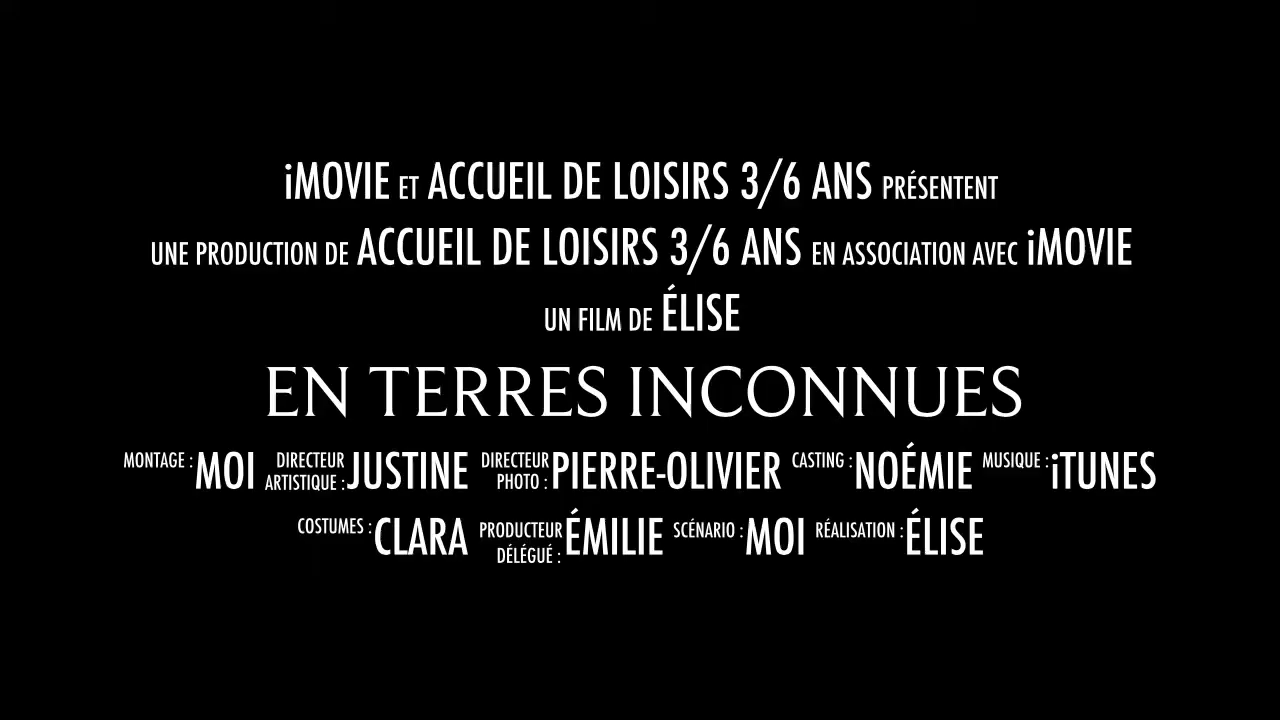 iMOVIE ET ACCUEIL DE LOISIRS 3/6 ANS PRÉSENTENT
UNE PRODUCTION DE ACCUEIL DE LOISIRS 3/6 ANS EN ASSOCIATION AVEC iMOVIE
UN FILM DE ÉLISE
EN TERRES INCONNUES
MONTAGE : MOI DIRECTEUR ARTISTIQUE : JUSTINE DIRECTEUR PHOTO : PIERRE-OLIVIER CASTING : NOÉMIE MUSIQUE : iTUNES
COSTUMES : CLARA PRODUCTEUR DÉLÉGUÉ : ÉMILIE SCÉNARIO : MOI RÉALISATION : ÉLISE